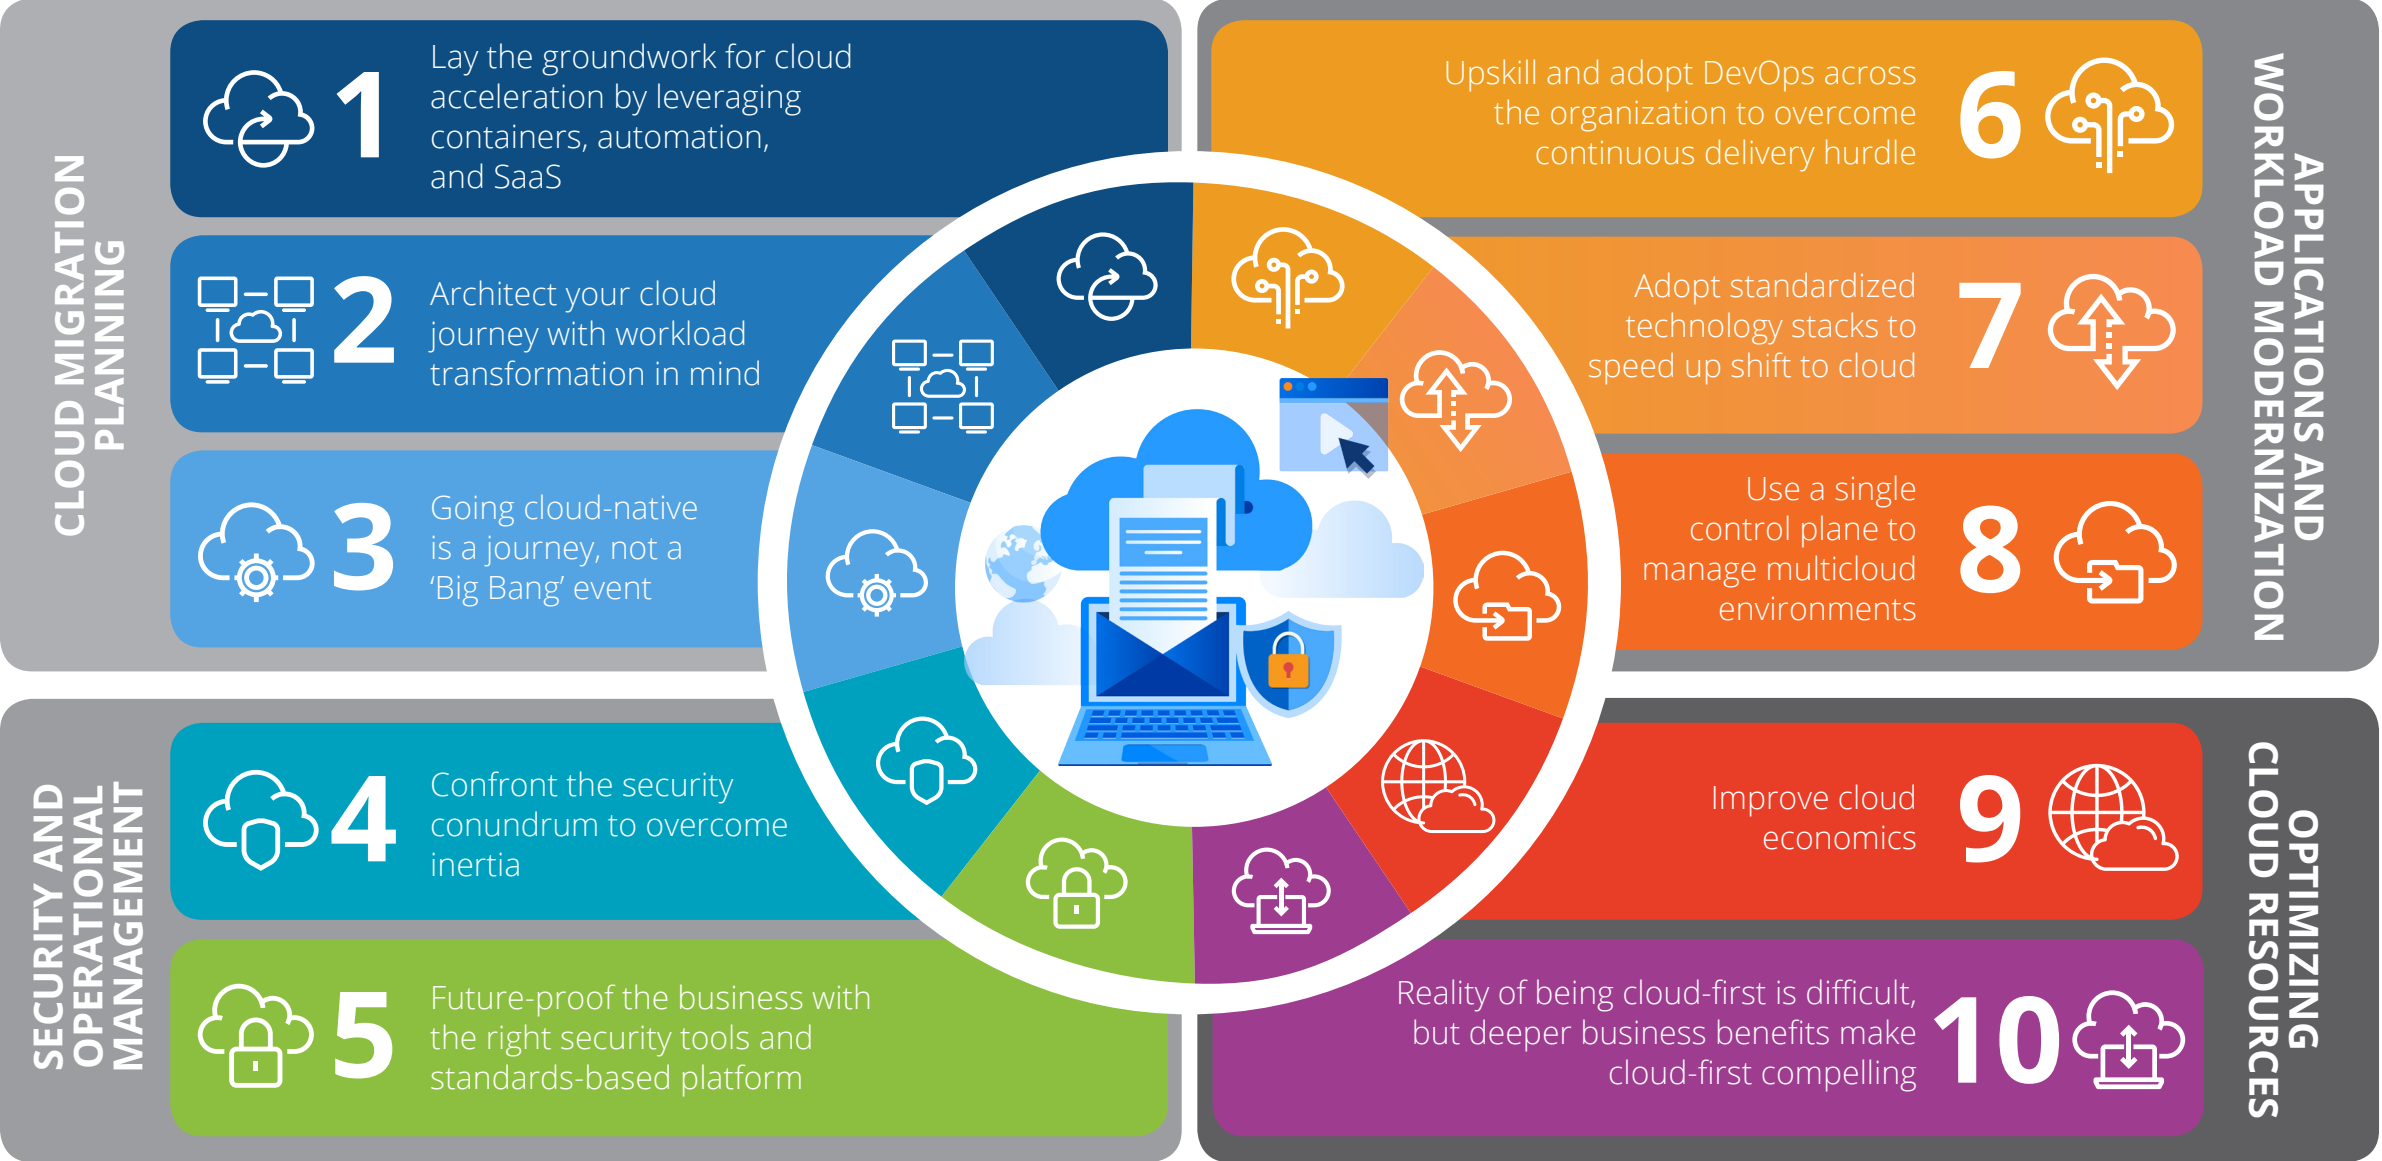 CLOUD MIGRATION
PLANNING
1
Lay the groundwork for cloud
acceleration by leveraging
containers, automation,
and SaaS
2
Architect your cloud
journey with workload
transformation in mind
3
Going cloud-native
is a journey, not a
‘Big Bang’ event
SECURITY AND
OPERATIONAL
MANAGEMENT
4
Confront the security
conundrum to overcome
inertia
5
Future-proof the business with
the right security tools and
standards-based platform
APPLICATIONS AND
WORKLOAD MODERNIZATION
Upskill and adopt DevOps across
the organization to overcome
continuous delivery hurdle
6
Adopt standardized
technology stacks to
speed up shift to cloud
7
Use a single
control plane to
manage multicloud
environments
8
OPTIMIZING
CLOUD RESOURCES
Improve cloud
economics
9
Reality of being cloud-first is difficult,
but deeper business benefits make
cloud-first compelling
10